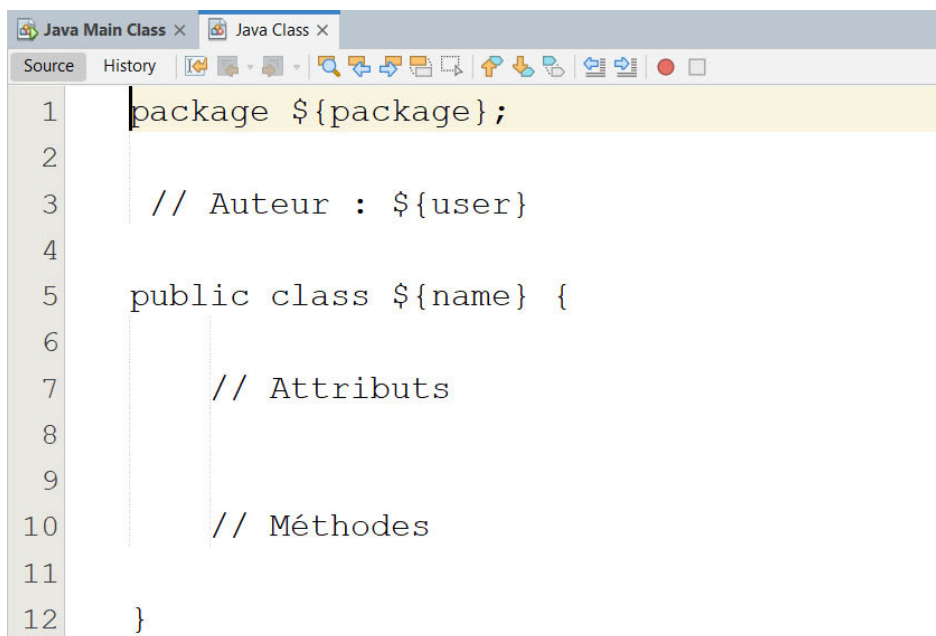 Java Main Class × Java Class ×
Source History
1 package ${package};
2
3 // Auteur : ${user}
4
5 public class ${name} {
6
7 // Attributs
8
9
10 // Méthodes
11
12 }